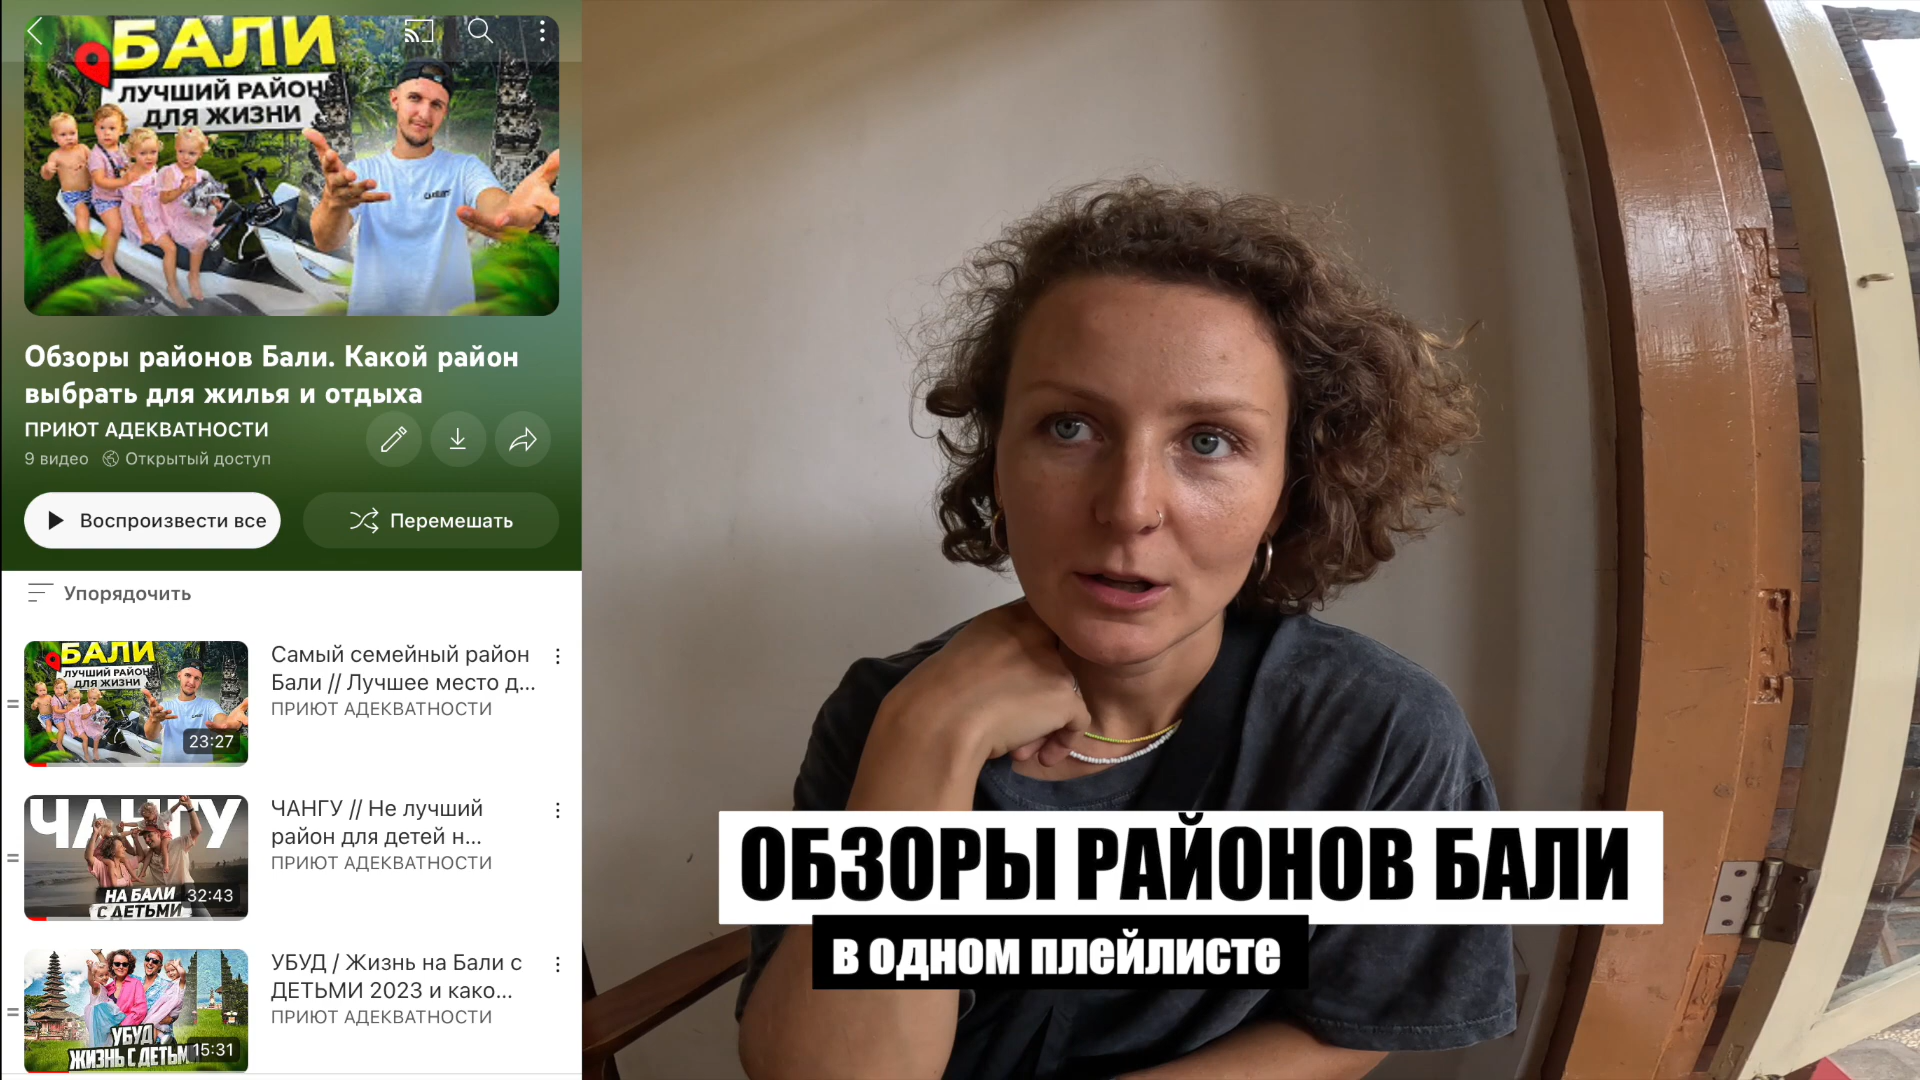 БАЛИ
ЛУЧШИЙ РАЙОН
ДЛЯ ЖИЗНИ
Обзоры районов Бали. Какой район
выбрать для жилья и отдыха
ПРИЮТ АДЕКВАТНОСТИ
9 видео Открытый доступ
Воспроизвести все
Перемешать
Упорядочить
БАЛИ
ЛУЧШИЙ РАЙОН
ДЛЯ ЖИЗНИ
23:27
Самый семейный район
Бали // Лучшее место д...
ПРИЮТ АДЕКВАТНОСТИ
ЧАНГУ
НА БАЛИ
С ДЕТЬМИ
32:43
ЧАНГУ // Не лучший
район для детей н...
ПРИЮТ АДЕКВАТНОСТИ
УБУД
ЖИЗНЬ С ДЕТЬМ
15:31
УБУД / Жизнь на Бали с
ДЕТЬМИ 2023 и како...
ПРИЮТ АДЕКВАТНОСТИ
ОБЗОРЫ РАЙОНОВ БАЛИ
в одном плейлисте